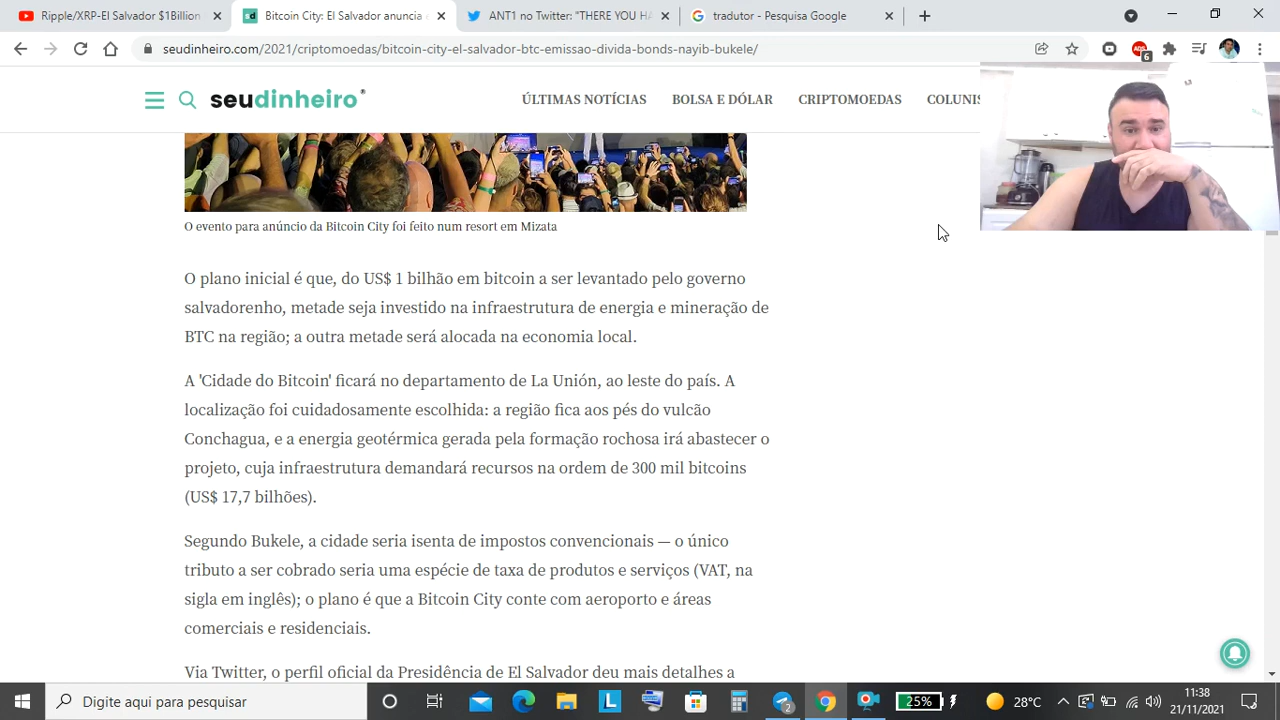 Ripple/XRP-El Salvador $1Billion
Bitcoin City: El Salvador anuncia
ANT1 no Twitter: "THERE YOU HA
tradutor - Pesquisa Google
seudinheiro.com/2021/criptomoedas/bitcoin-city-el-salvador-btc-emissao-divida-bonds-nayib-bukele/
ADS
6
seudinheiro
ÚLTIMAS NOTÍCIAS
BOLSA E DÓLAR
CRIPTOMOEDAS
COLUNIS
O evento para anúncio da Bitcoin City foi feito num resort em Mizata
O plano inicial é que, do US$ 1 bilhão em bitcoin a ser levantado pelo governo
salvadorenho, metade seja investido na infraestrutura de energia e mineração de
BTC na região; a outra metade será alocada na economia local.
A 'Cidade do Bitcoin' ficará no departamento de La Unión, ao leste do país. A
localização foi cuidadosamente escolhida: a região fica aos pés do vulcão
Conchagua, e a energia geotérmica gerada pela formação rochosa irá abastecer o
projeto, cuja infraestrutura demandará recursos na ordem de 300 mil bitcoins
(US$ 17,7 bilhões).
Segundo Bukele, a cidade seria isenta de impostos convencionais — o único
tributo a ser cobrado seria uma espécie de taxa de produtos e serviços (VAT, na
sigla em inglês); o plano é que a Bitcoin City conte com aeroporto e áreas
comerciais e residenciais.
Via Twitter, o perfil oficial da Presidência de El Salvador deu mais detalhes a
Digite aqui para pesquisar
L
2
25%
28°C
11:38
21/11/2021